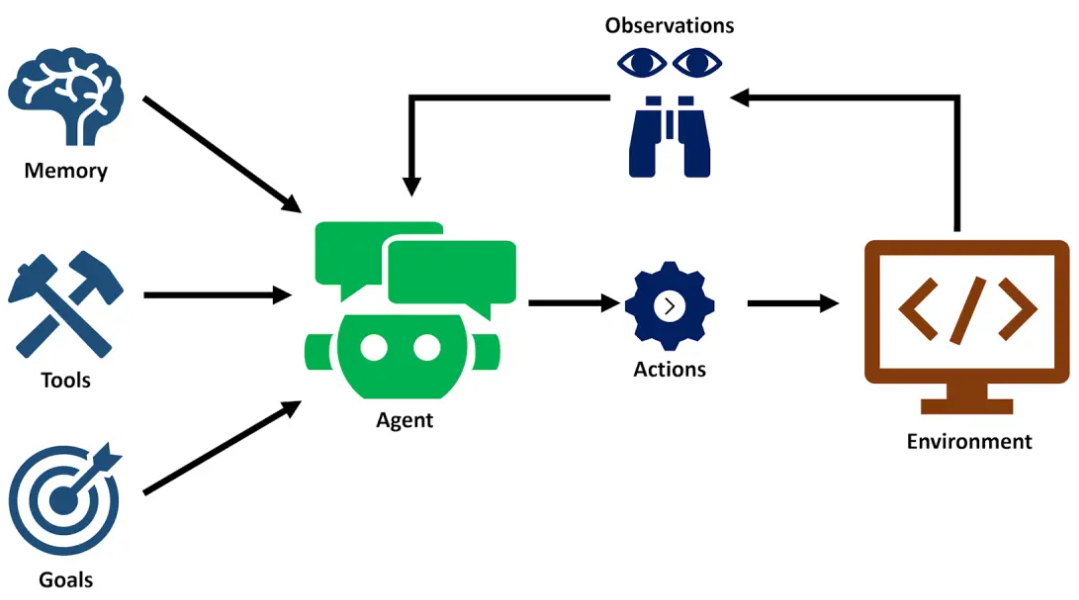 Observations
Memory
Tools
Agent
Actions
</>
Environment
Goals